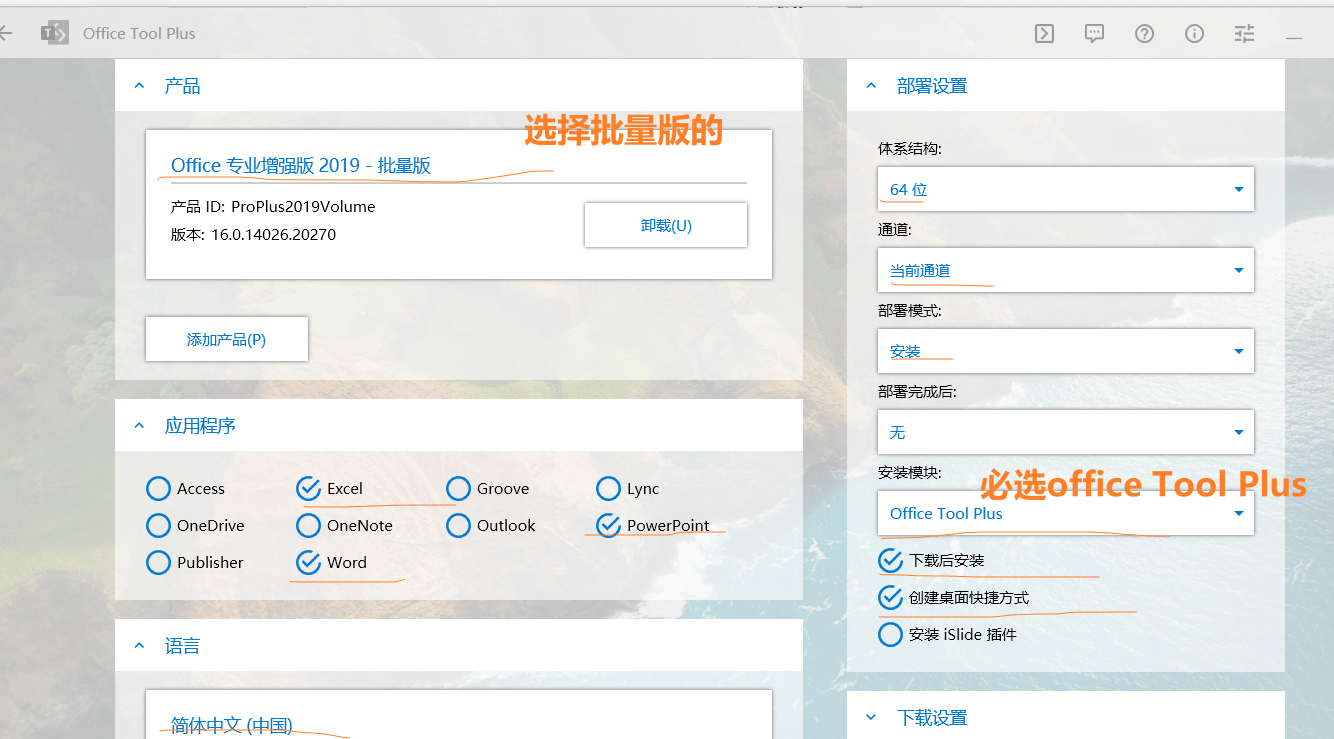 Office Tool Plus
产品
选择批量版的
Office 专业增强版 2019 - 批量版
产品 ID: ProPlus2019Volume
版本: 16.0.14026.20270
卸载(U)
添加产品(P)
应用程序
Access
Excel
Groove
Lync
OneDrive
OneNote
Outlook
PowerPoint
Publisher
Word
语言
简体中文 (中国)
部署设置
体系结构:
64 位
通道:
当前通道
部署模式:
安装
部署完成后:
无
安装模块:
必选office Tool Plus
Office Tool Plus
下载后安装
创建桌面快捷方式
安装 iSlide 插件
下载设置